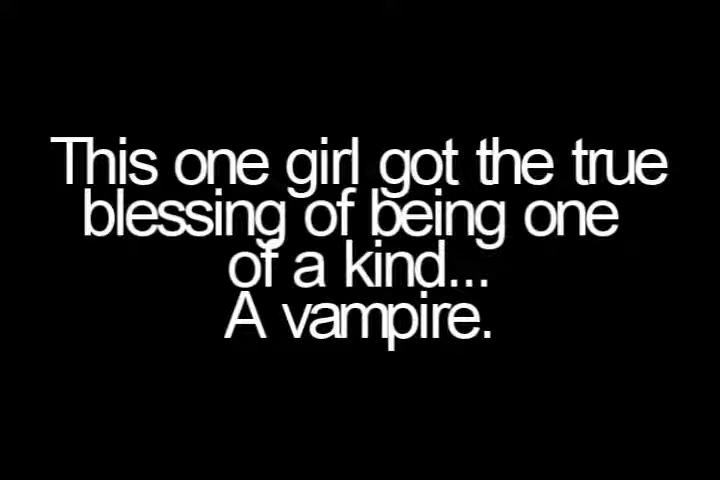 This one girl got the true
blessing of being one
of a kind...
A vampire.